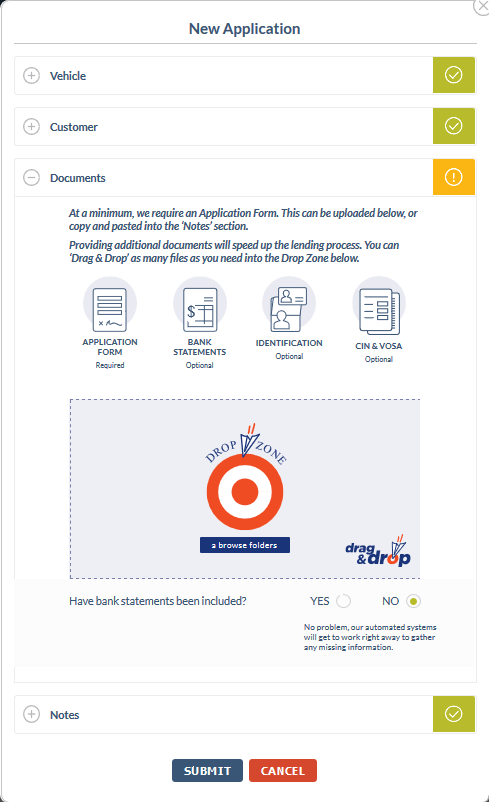 New Application
Vehicle
Customer
Documents
At a minimum, we require an Application Form. This can be uploaded below, or
copy and pasted into the 'Notes' section.
Providing additional documents will speed up the lending process. You can
'Drag & Drop' as many files as you need into the Drop Zone below.
APPLICATION
FORM
Required
BANK
STATEMENTS
Optional
IDENTIFICATION
Optional
CIN & VOSA
Optional
DROP ZONE
a browse folders
drag
&drop
Have bank statements been included?
YES
NO
No problem, our automated systems
will get to work right away to gather
any missing information.
Notes
SUBMIT
CANCEL